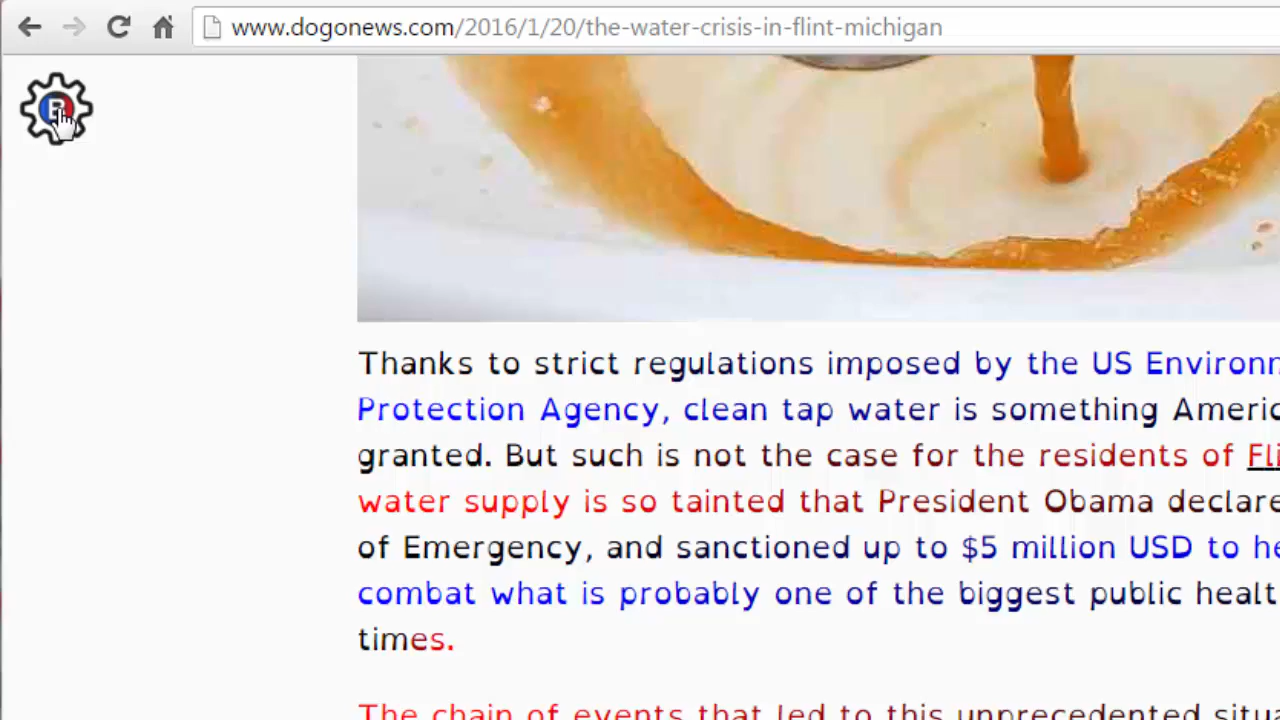 www.dogonews.com/2016/1/20/the-water-crisis-in-flint-michigan
B
Thanks to strict regulations imposed by the US Environ
Protection Agency, clean tap water is something Americ
granted. But such is not the case for the residents of Fli
water supply is so tainted that President Obama declare
of Emergency, and sanctioned up to $5 million USD to he
combat what is probably one of the biggest public healt
times.
The chain of events that led to this unprecedented situ